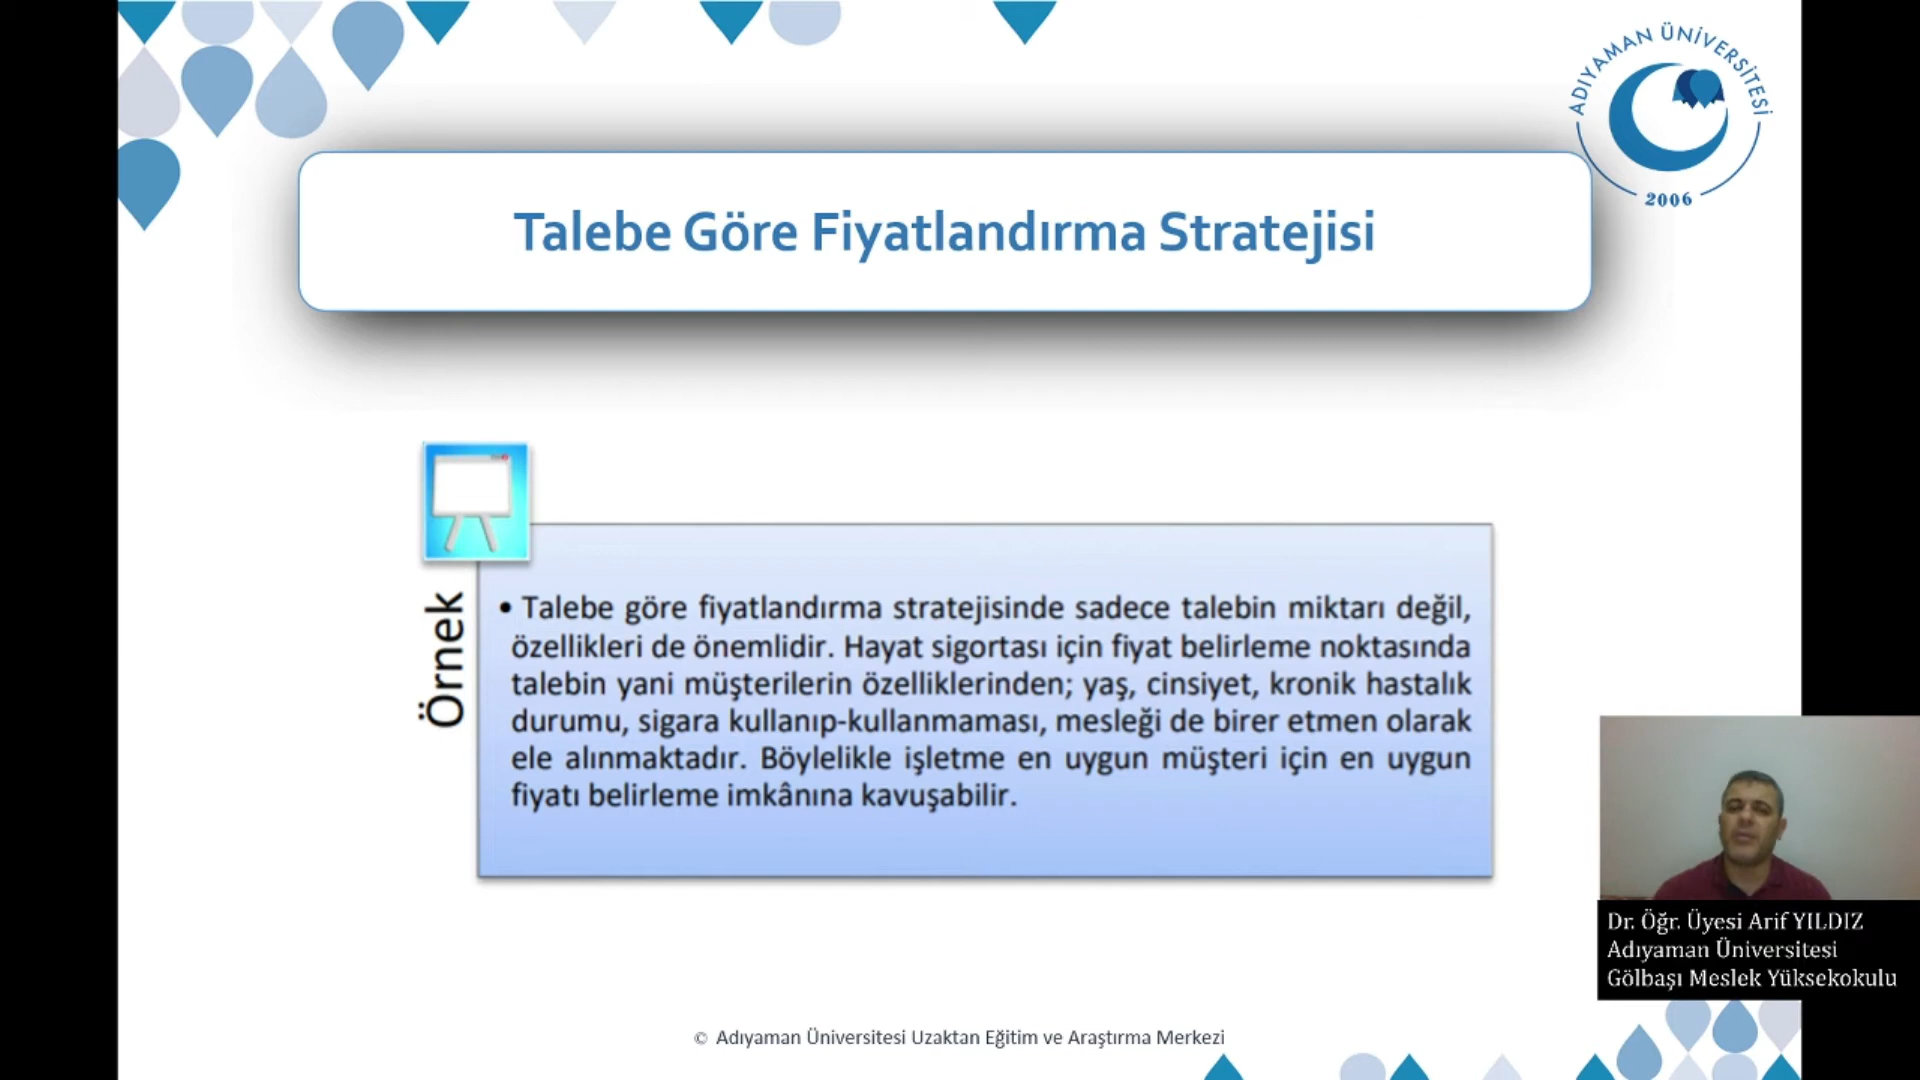 ADIYAMAN ÜNİVERSİTESİ
2006
Talebe Göre Fiyatlandırma Stratejisi
Örnek
• Talebe göre fiyatlandırma stratejisinde sadece talebin miktarı değil,
özellikleri de önemlidir. Hayat sigortası için fiyat belirleme noktasında
talebin yani müşterilerin özelliklerinden; yaş, cinsiyet, kronik hastalık
durumu, sigara kullanıp-kullanmaması, mesleği de birer etmen olarak
ele alınmaktadır. Böylelikle işletme en uygun müşteri için en uygun
fiyatı belirleme imkânına kavuşabilir.
Dr. Öğr. Üyesi Arif YILDIZ
Adıyaman Üniversitesi
Gölbaşı Meslek Yüksekokulu
© Adıyaman Üniversitesi Uzaktan Eğitim ve Araştırma Merkezi